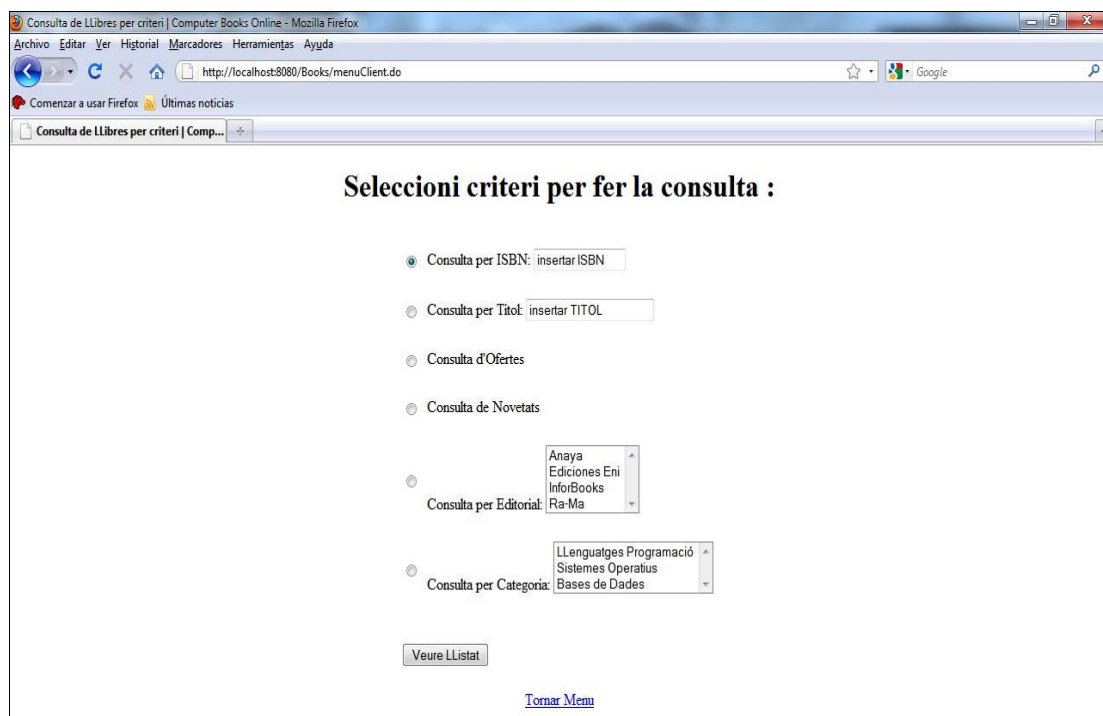 Consulta de LLibres per criteri | Computer Books Online - Mozilla Firefox
Archivo Editar Ver Historial Marcadores Herramientas Ayuda
http://localhost:8080/Books/menuClient.do
Google
Comenzar a usar Firefox Últimas noticias
Consulta de LLibres per criteri | Comp...
Seleccioni criteri per fer la consulta :
Consulta per ISBN: insertar ISBN
Consulta per Titol: insertar TITOL
Consulta d'Ofertes
Consulta de Novetats
Anaya
Ediciones Eni
InforBooks
Consulta per Editorial: Ra-Ma
LLenguatges Programació
Sistemes Operatius
Consulta per Categoria: Bases de Dades
Veure LListat
Tornar Menu